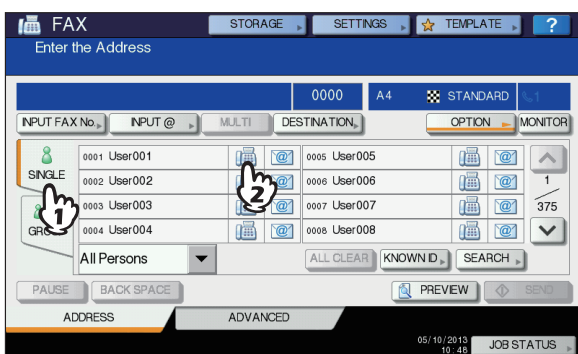 FAX STORAGE SETTINGS TEMPLATE ?
Enter the Address
0000 A4 STANDARD 1
INPUT FAX No. INPUT @ MULTI DESTINATION OPTION MONITOR
SINGLE
0001 User001 @ 0005 User005 @
0002 User002 @ 0006 User006 @
0003 User003 @ 0007 User007 @
0004 User004 @ 0008 User008 @
1
375
1
2
All Persons ALL CLEAR KNOWN ID SEARCH
PAUSE BACK SPACE PREVIEW SEND
ADDRESS ADVANCED
05/10/2013
10:48
JOB STATUS